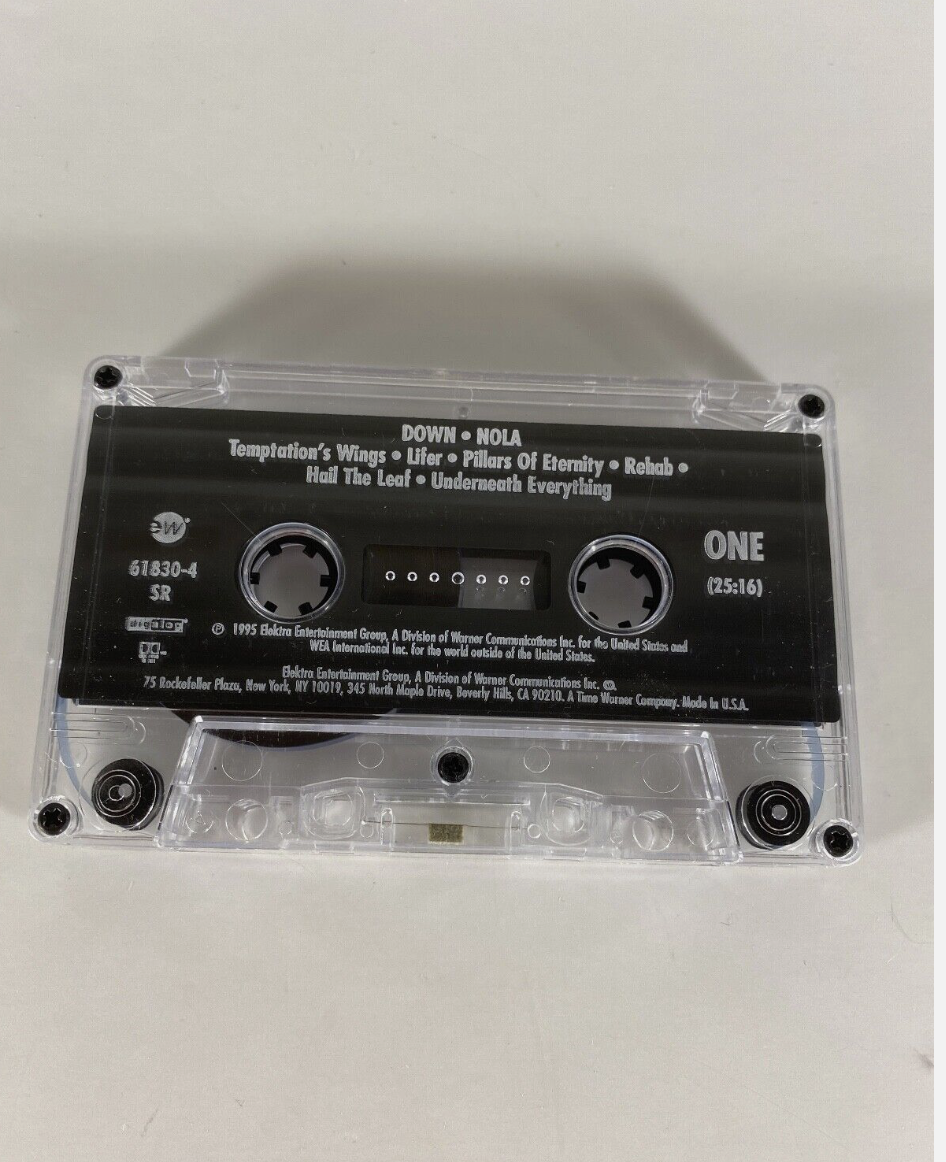 DOWN • NOLA
Temptation's Wings • Lifer • Pillars Of Eternity • Rehab •
Hail The Leaf • Underneath Everything
ew
61830-4
SR
ONE
(25:16)
℗ 1995 Elektra Entertainment Group, A Division of Warner Communications Inc. for the United States and
WEA International Inc. for the world outside of the United States.
Elektra Entertainment Group, A Division of Warner Communications Inc.
75 Rockefeller Plaza, New York, NY 10019, 345 North Maple Drive, Beverly Hills, CA 90210. A Time Warner Company. Made In U.S.A.